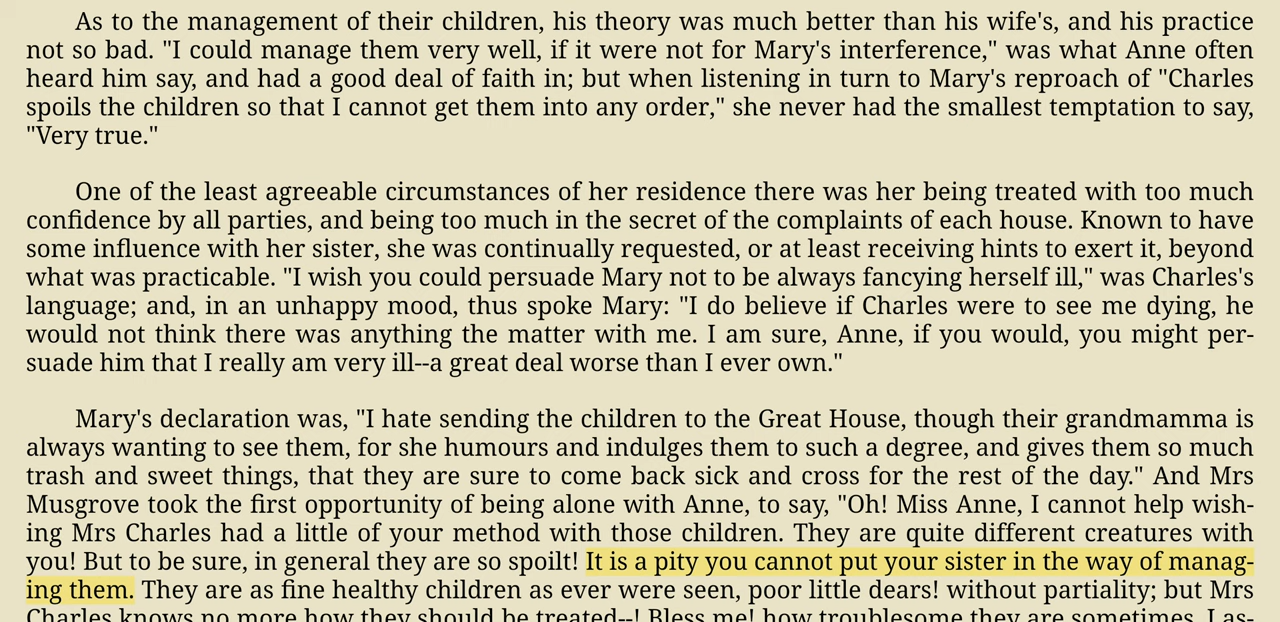 As to the management of their children, his theory was much better than his wife's, and his practice
not so bad. "I could manage them very well, if it were not for Mary's interference," was what Anne often
heard him say, and had a good deal of faith in; but when listening in turn to Mary's reproach of "Charles
spoils the children so that I cannot get them into any order," she never had the smallest temptation to say,
"Very true."
One of the least agreeable circumstances of her residence there was her being treated with too much
confidence by all parties, and being too much in the secret of the complaints of each house. Known to have
some influence with her sister, she was continually requested, or at least receiving hints to exert it, beyond
what was practicable. "I wish you could persuade Mary not to be always fancying herself ill," was Charles's
language; and, in an unhappy mood, thus spoke Mary: "I do believe if Charles were to see me dying, he
would not think there was anything the matter with me. I am sure, Anne, if you would, you might per-
suade him that I really am very ill--a great deal worse than I ever own."
Mary's declaration was, "I hate sending the children to the Great House, though their grandmamma is
always wanting to see them, for she humours and indulges them to such a degree, and gives them so much
trash and sweet things, that they are sure to come back sick and cross for the rest of the day." And Mrs
Musgrove took the first opportunity of being alone with Anne, to say, "Oh! Miss Anne, I cannot help wish-
ing Mrs Charles had a little of your method with those children. They are quite different creatures with
you! But to be sure, in general they are so spoilt! It is a pity you cannot put your sister in the way of manag-
ing them. They are as fine healthy children as ever were seen, poor little dears! without partiality; but Mrs
Charles knows no more how they should be treated--! Bless me! how troublesome they are sometimes. I as-